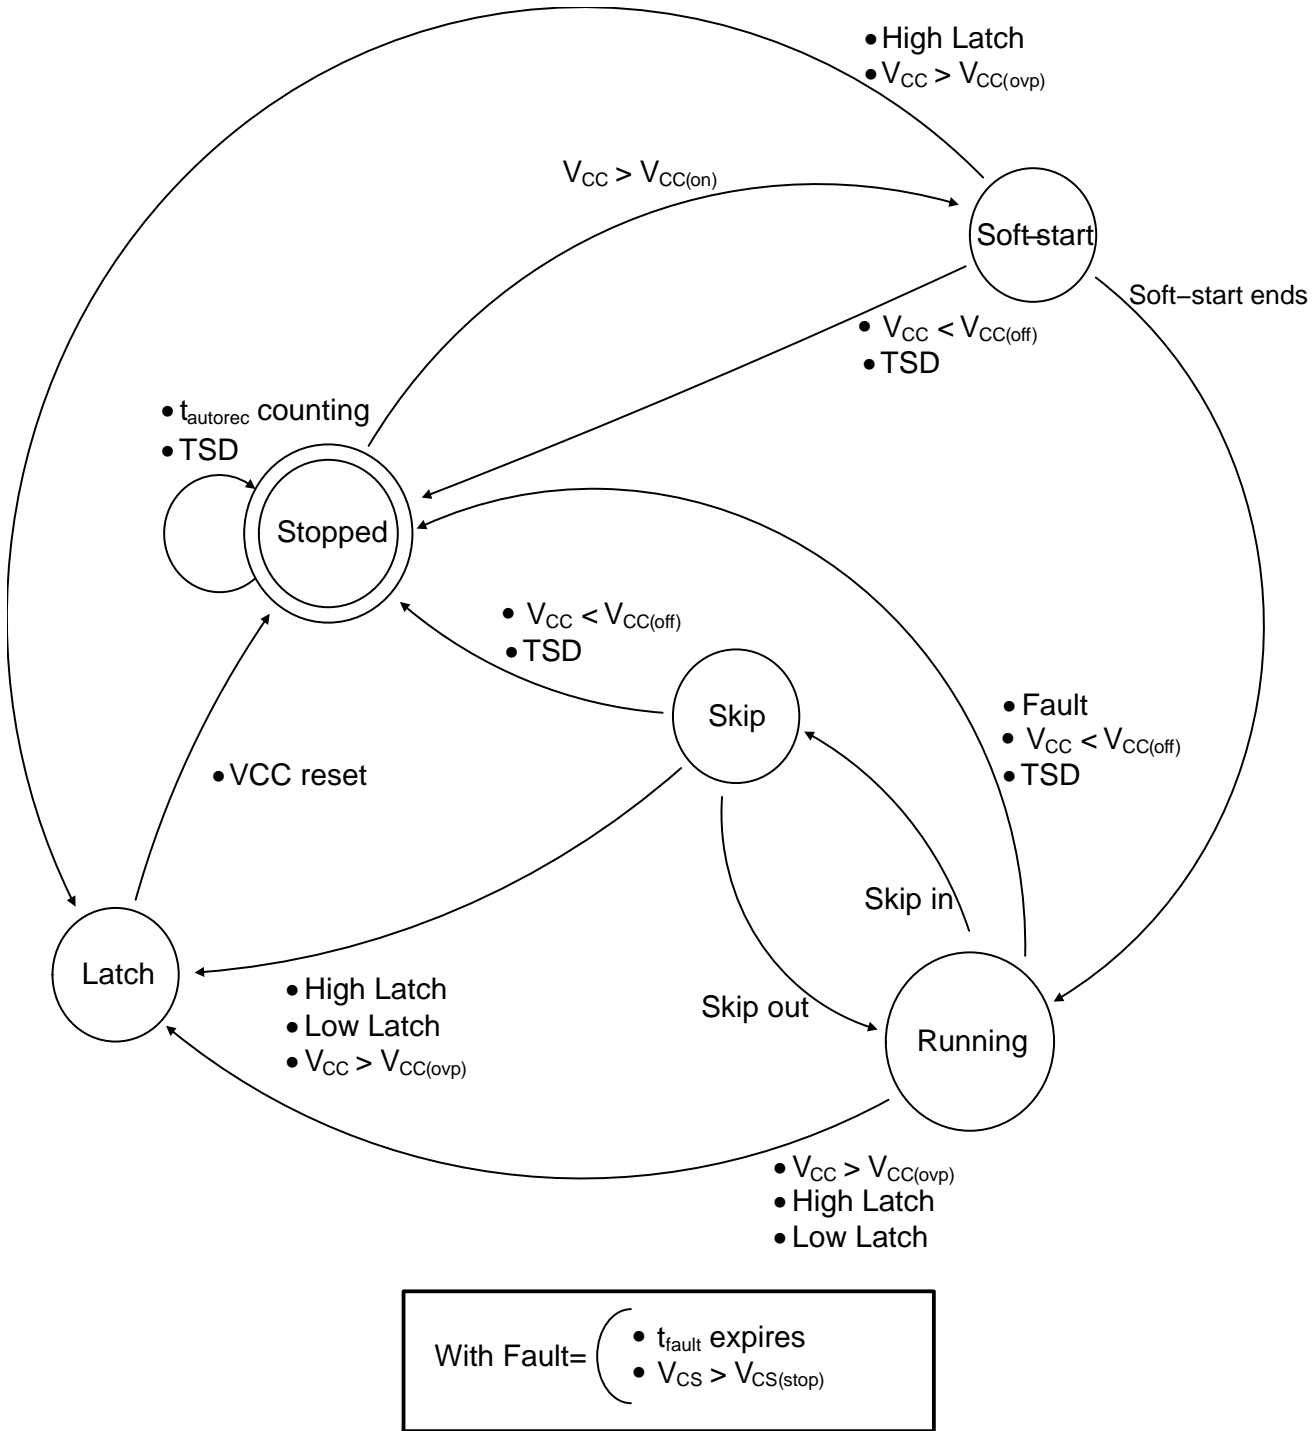 • High Latch
• VCC > VCC(ovp)
VCC > VCC(on)
Soft–start
Soft–start ends
• VCC < VCC(off)
• TSD
• tautorec counting
• TSD
Stopped
• VCC < VCC(off)
• TSD
Skip
• Fault
• VCC < VCC(off)
• TSD
• VCC reset
Skip in
Latch
• High Latch
• Low Latch
• VCC > VCC(ovp)
Skip out
Running
• VCC > VCC(ovp)
• High Latch
• Low Latch
With Fault=
• tfault expires
• VCS > VCS(stop)